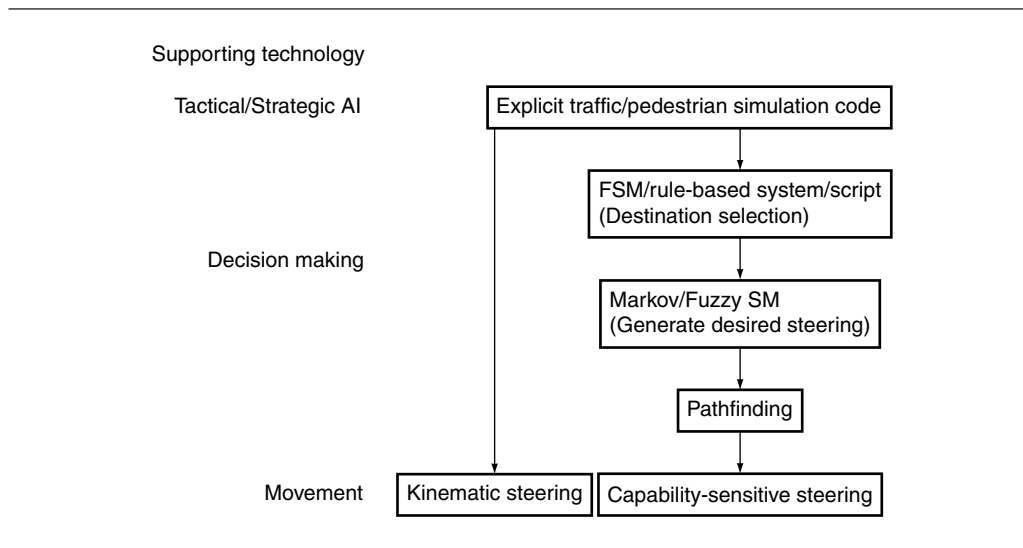 Supporting technology
Tactical/Strategic AI
Explicit traffic/pedestrian simulation code
FSM/rule-based system/script
(Destination selection)
Decision making
Markov/Fuzzy SM
(Generate desired steering)
Pathfinding
Movement
Kinematic steering
Capability-sensitive steering